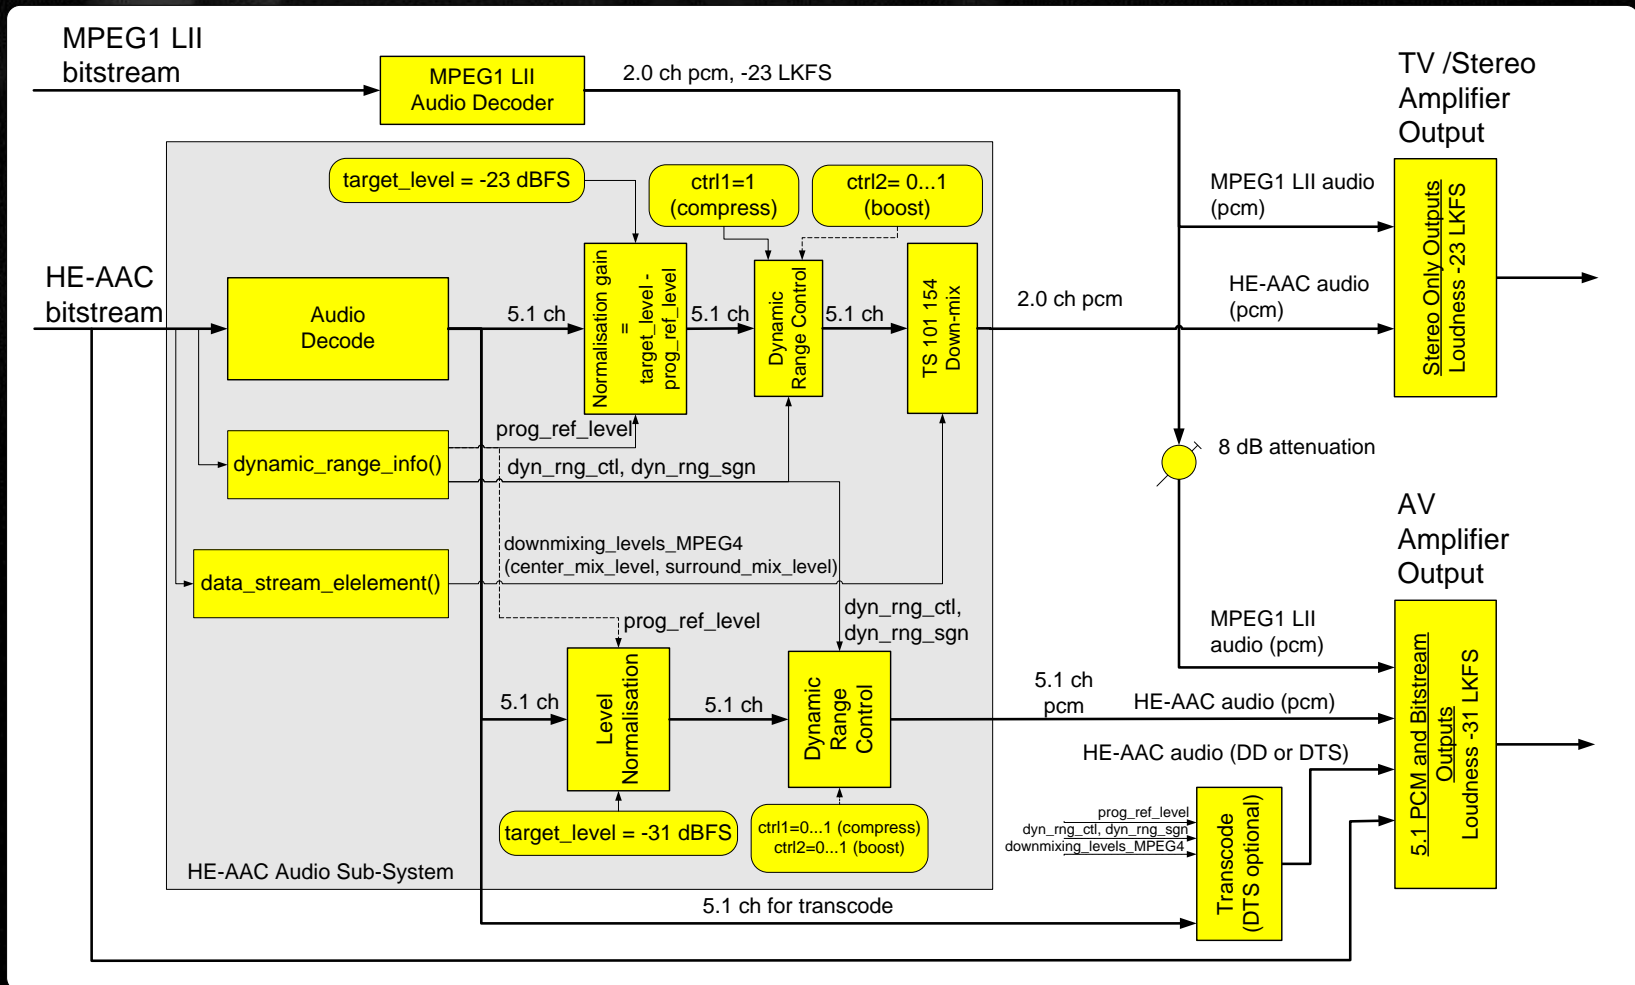 MPEG1 LII
bitstream
MPEG1 LII
Audio Decoder
2.0 ch pcm, -23 LKFS
TV /Stereo
Amplifier
Output
target_level = -23 dBFS
ctrl1=1
(compress)
ctrl2= 0...1
(boost)
MPEG1 LII audio
(pcm)
Stereo Only Outputs
Loudness -23 LKFS
HE-AAC
bitstream
Audio
Decode
5.1 ch
Normalisation gain
=
target_level -
prog_ref_level
5.1 ch
Dynamic
Range Control
5.1 ch
TS 101 154
Down-mix
2.0 ch pcm
HE-AAC audio
(pcm)
prog_ref_level
dynamic_range_info()
dyn_rng_ctl, dyn_rng_sgn
8 dB attenuation
AV
Amplifier
Output
downmixing_levels_MPEG4
(center_mix_level, surround_mix_level)
data_stream_elelement()
prog_ref_level
dyn_rng_ctl,
dyn_rng_sgn
MPEG1 LII
audio (pcm)
5.1 ch
Level
Normalisation
5.1 ch
Dynamic
Range
Control
5.1 ch
pcm
HE-AAC audio (pcm)
5.1 PCM and Bitstream
Outputs
Loudness -31 LKFS
HE-AAC audio (DD or DTS)
target_level = -31 dBFS
ctrl1=0...1 (compress)
ctrl2=0...1 (boost)
prog_ref_level
dyn_rng_ctl, dyn_rng_sgn
downmixing_levels_MPEG4
Transcode
(DTS optional)
HE-AAC Audio Sub-System
5.1 ch for transcode